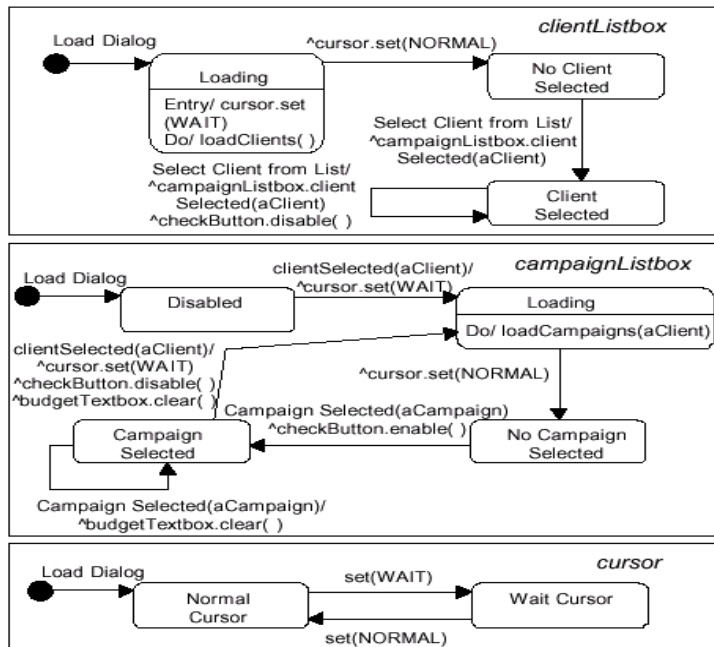 clientListbox
Load Dialog
^cursor.set(NORMAL)
Loading
Entry/ cursor.set
(WAIT)
Do/ loadClients( )
No Client
Selected
Select Client from List/
^campaignListbox.client
Selected(aClient)
Select Client from List/
^campaignListbox.client
Selected(aClient)
^checkButton.disable( )
Client
Selected
campaignListbox
Load Dialog
clientSelected(aClient)/
^cursor.set(WAIT)
Disabled
Loading
Do/ loadCampaigns(aClient)
clientSelected(aClient)/
^cursor.set(WAIT)
^checkButton.disable( )
^budgetTextbox.clear( )
^cursor.set(NORMAL)
Campaign Selected(aCampaign)
^checkButton.enable( )
Campaign
Selected
No Campaign
Selected
Campaign Selected(aCampaign)/
^budgetTextbox.clear( )
cursor
Load Dialog
set(WAIT)
Normal
Cursor
Wait Cursor
set(NORMAL)